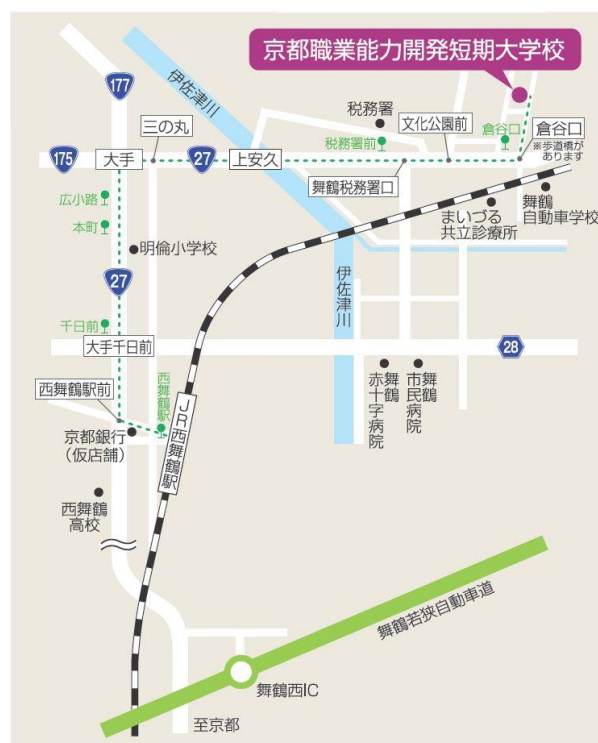 京都職業能力開発短期大学校
177
伊佐津川
税務署
三の丸
文化公園前
倉谷口
倉谷口
※歩道橋が
あります
税務署前
175
大手
27
上安久
舞鶴税務署口
広小路
本町
まいづる
共立診療所
舞鶴
自動車学校
明倫小学校
伊佐津川
27
千日前
大手千日前
28
西舞鶴駅前
西舞鶴駅
JR西舞鶴駅
舞鶴
赤十字病院
舞鶴
市民病院
京都銀行
(仮店舗)
西舞鶴
高校
舞鶴若狭自動車道
舞鶴西IC
至京都